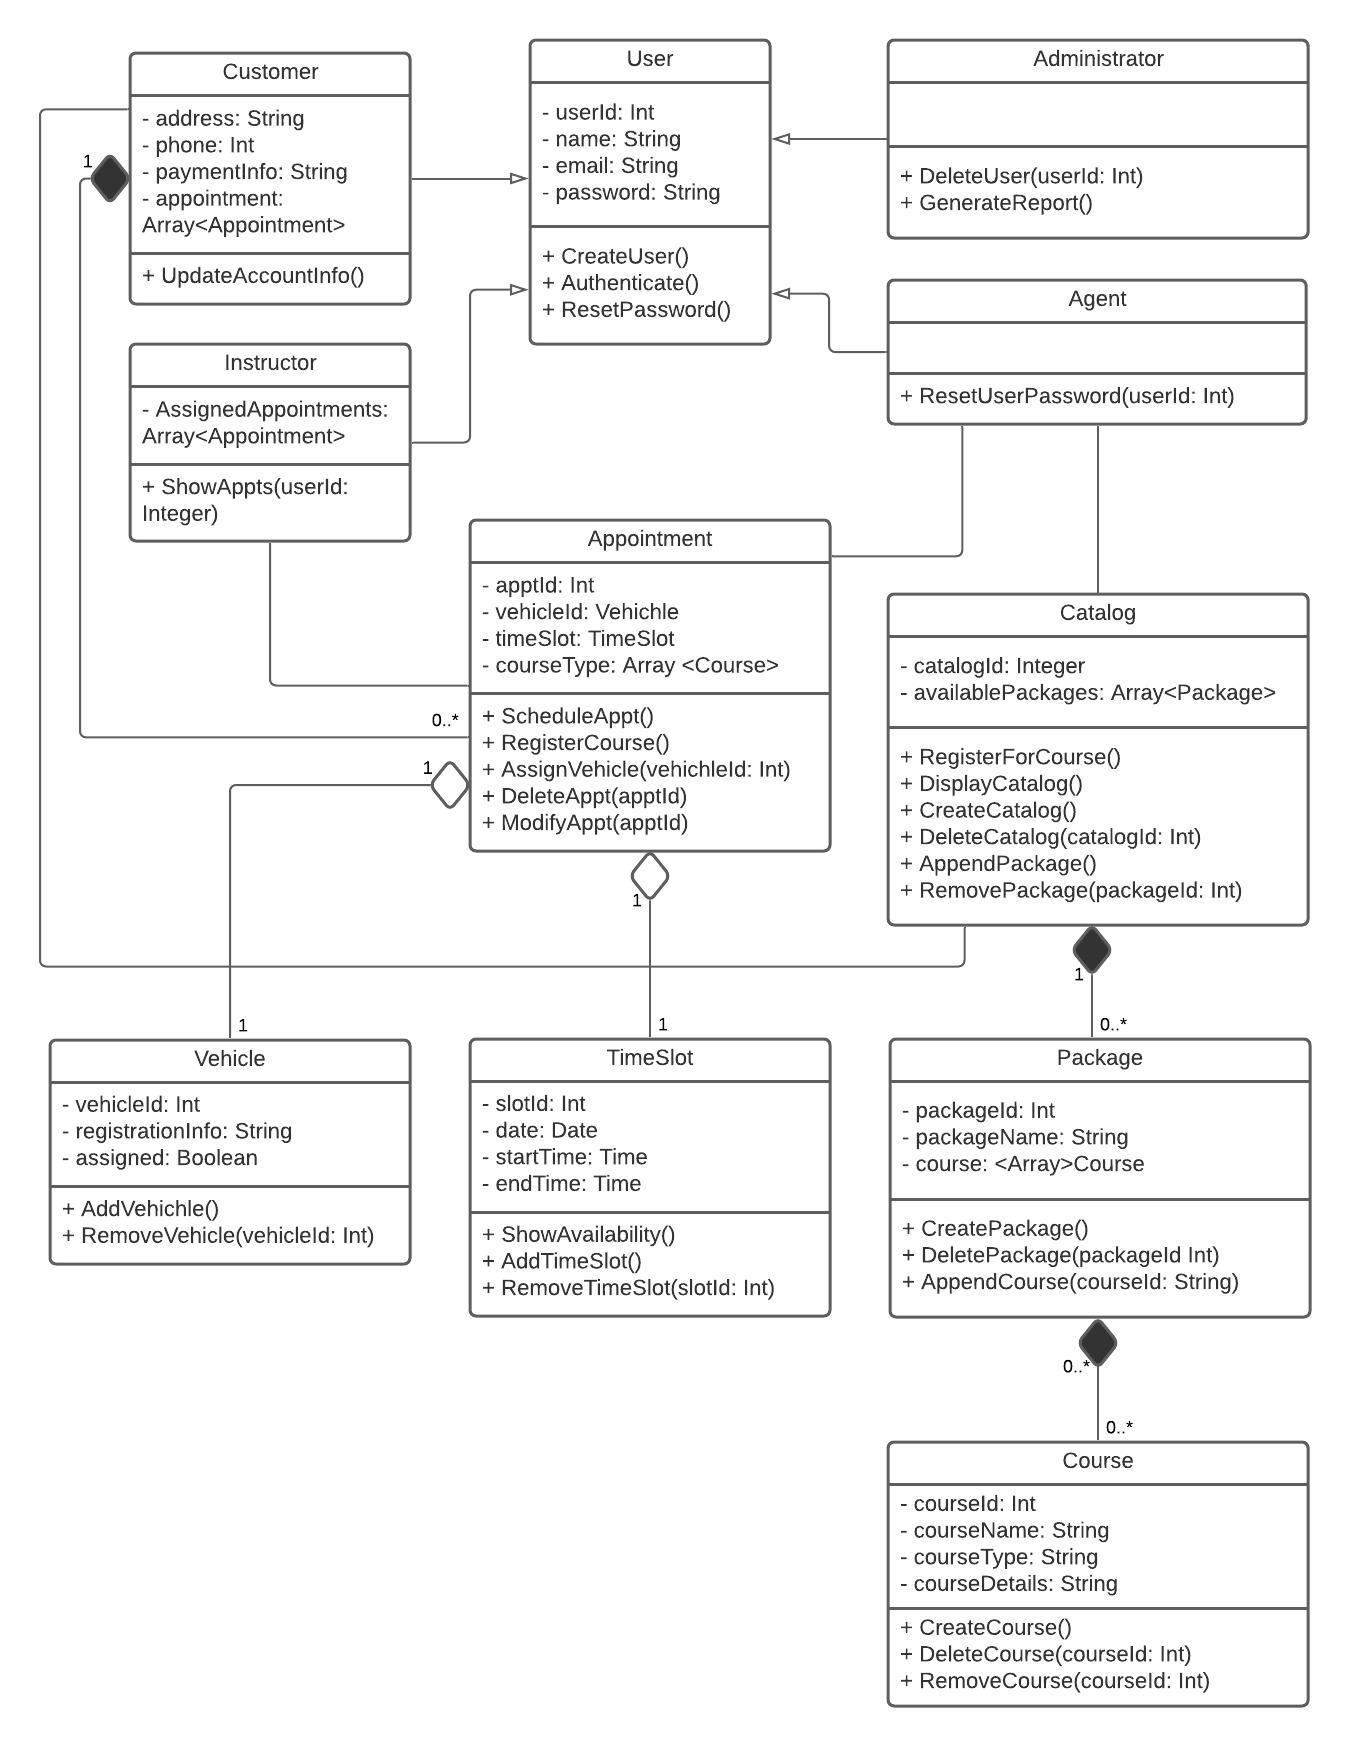 Customer
- address: String
- phone: Int
- paymentInfo: String
- appointment:
Array<Appointment>
+ UpdateAccountInfo()
1
User
- userId: Int
- name: String
- email: String
- password: String
+ CreateUser()
+ Authenticate()
+ ResetPassword()
Administrator
+ DeleteUser(userId: Int)
+ GenerateReport()
Agent
+ ResetUserPassword(userId: Int)
Instructor
- AssignedAppointments:
Array<Appointment>
+ ShowAppts(userId:
Integer)
Appointment
- apptId: Int
- vehicleId: Vehichle
- timeSlot: TimeSlot
- courseType: Array <Course>
+ ScheduleAppt()
+ RegisterCourse()
+ AssignVehicle(vehichleId: Int)
+ DeleteAppt(apptId)
+ ModifyAppt(apptId)
0..*
1
1
Catalog
- catalogId: Integer
- availablePackages: Array<Package>
+ RegisterForCourse()
+ DisplayCatalog()
+ CreateCatalog()
+ DeleteCatalog(catalogId: Int)
+ AppendPackage()
+ RemovePackage(packageId: Int)
1
0..*
1
Vehicle
- vehicleId: Int
- registrationInfo: String
- assigned: Boolean
+ AddVehichle()
+ RemoveVehicle(vehicleId: Int)
1
TimeSlot
- slotId: Int
- date: Date
- startTime: Time
- endTime: Time
+ ShowAvailability()
+ AddTimeSlot()
+ RemoveTimeSlot(slotId: Int)
Package
- packageId: Int
- packageName: String
- course: <Array>Course
+ CreatePackage()
+ DeletePackage(packageId Int)
+ AppendCourse(courseId: String)
0..*
0..*
Course
- courseId: Int
- courseName: String
- courseType: String
- courseDetails: String
+ CreateCourse()
+ DeleteCourse(courseId: Int)
+ RemoveCourse(courseId: Int)